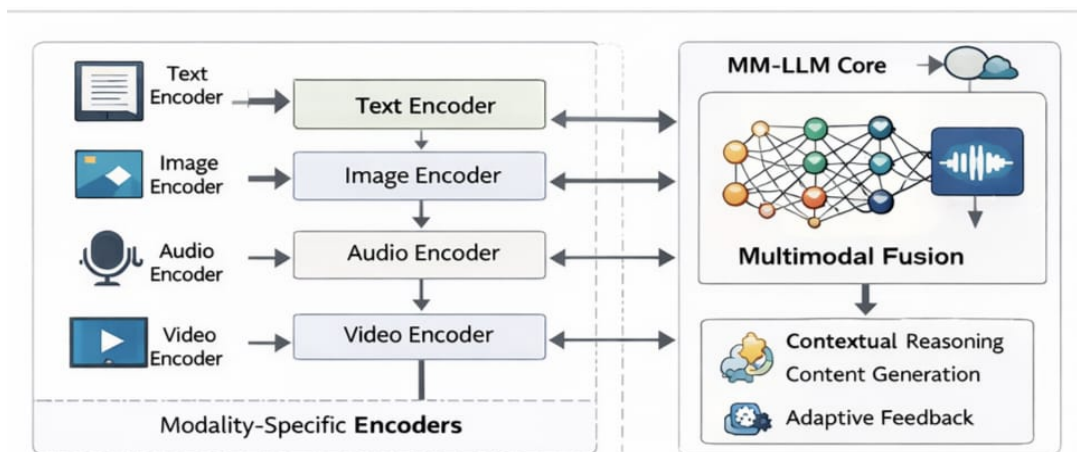 Text
Encoder
Text Encoder
Image
Encoder
Image Encoder
Audio
Encoder
Audio Encoder
Video
Encoder
Video Encoder
Modality-Specific Encoders
MM-LLM Core
Multimodal Fusion
Contextual Reasoning
Content Generation
Adaptive Feedback